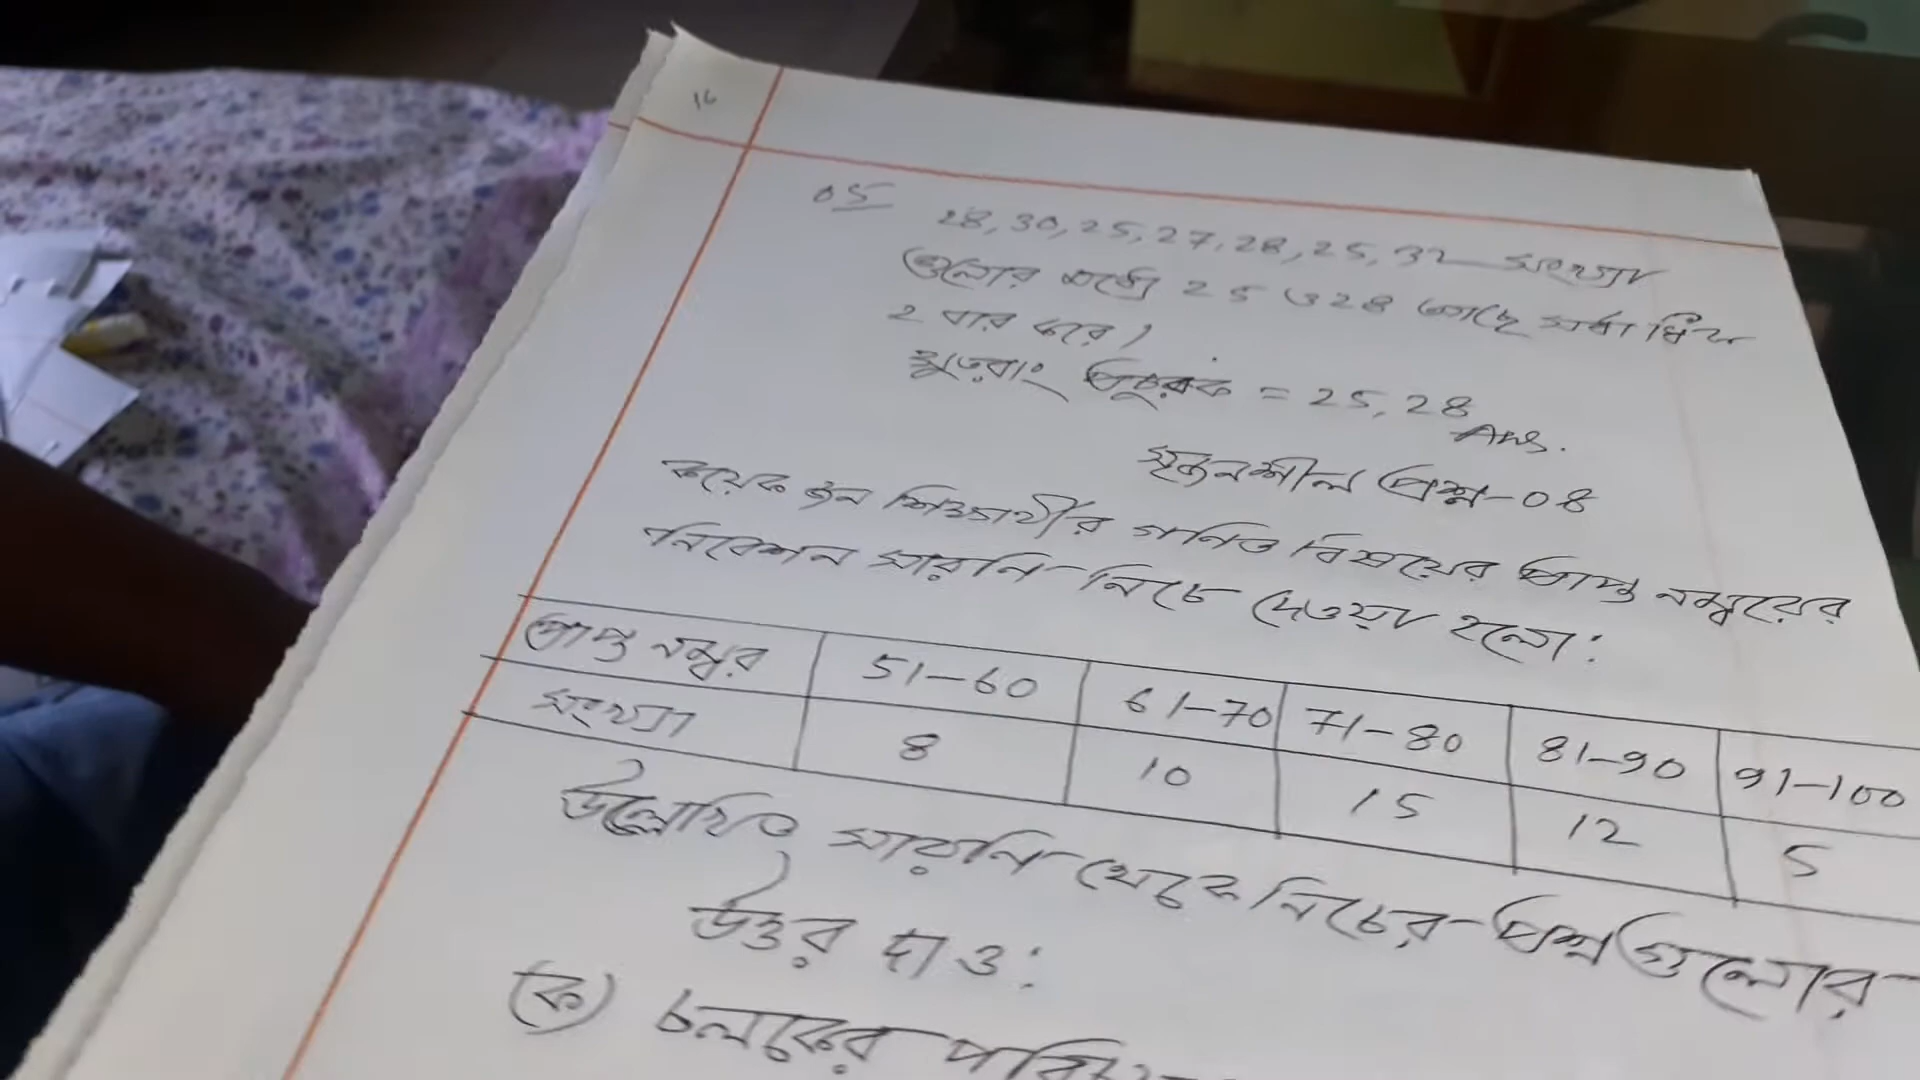 16
05
28, 30, 25, 27, 28, 25, 32 সংখ্যা
গুলোর মধ্যে 25 ও 28 আছে সর্বাধিক
2 বার করে।
সুতরাং প্রচুরক = 25, 28
Ans.
সৃজনশীল প্রশ্ন-08
কয়েক জন শিক্ষার্থীর গণিত বিষয়ের প্রাপ্ত নম্বরের
নিবেশন সারণি নিচে দেওয়া হলো:
প্রাপ্ত নম্বর 51-60 61-70 71-80 81-90 91-100
সংখ্যা 8 10 15 12 5
উল্লেখিত সারণি থেকে নিচের প্রশ্নগুলোর
উত্তর দাও:
(ক) চলকের